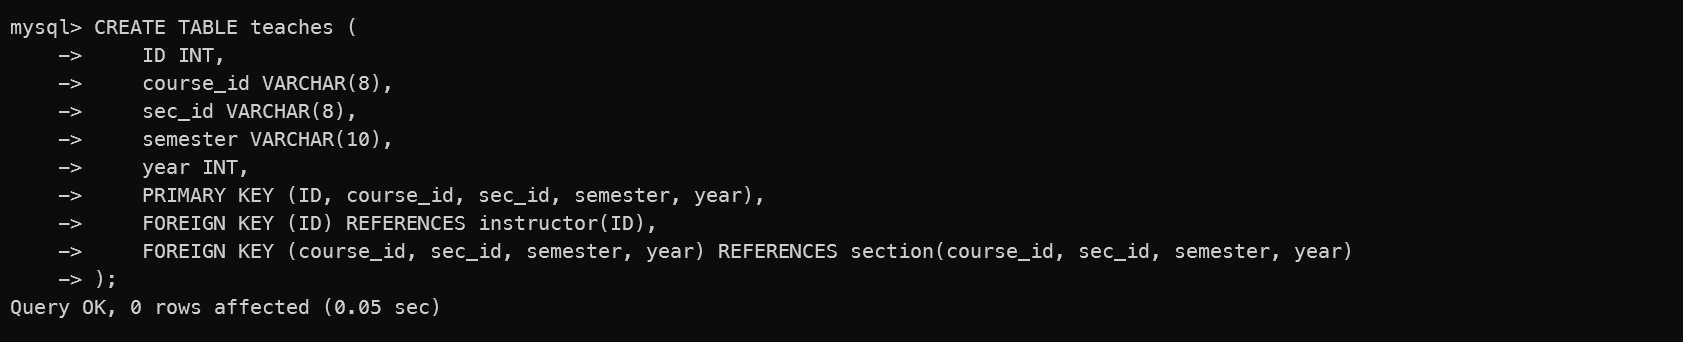 mysql> CREATE TABLE teaches (
    ->     ID INT,
    ->     course_id VARCHAR(8),
    ->     sec_id VARCHAR(8),
    ->     semester VARCHAR(10),
    ->     year INT,
    ->     PRIMARY KEY (ID, course_id, sec_id, semester, year),
    ->     FOREIGN KEY (ID) REFERENCES instructor(ID),
    ->     FOREIGN KEY (course_id, sec_id, semester, year) REFERENCES section(course_id, sec_id, semester, year)
    -> );
Query OK, 0 rows affected (0.05 sec)